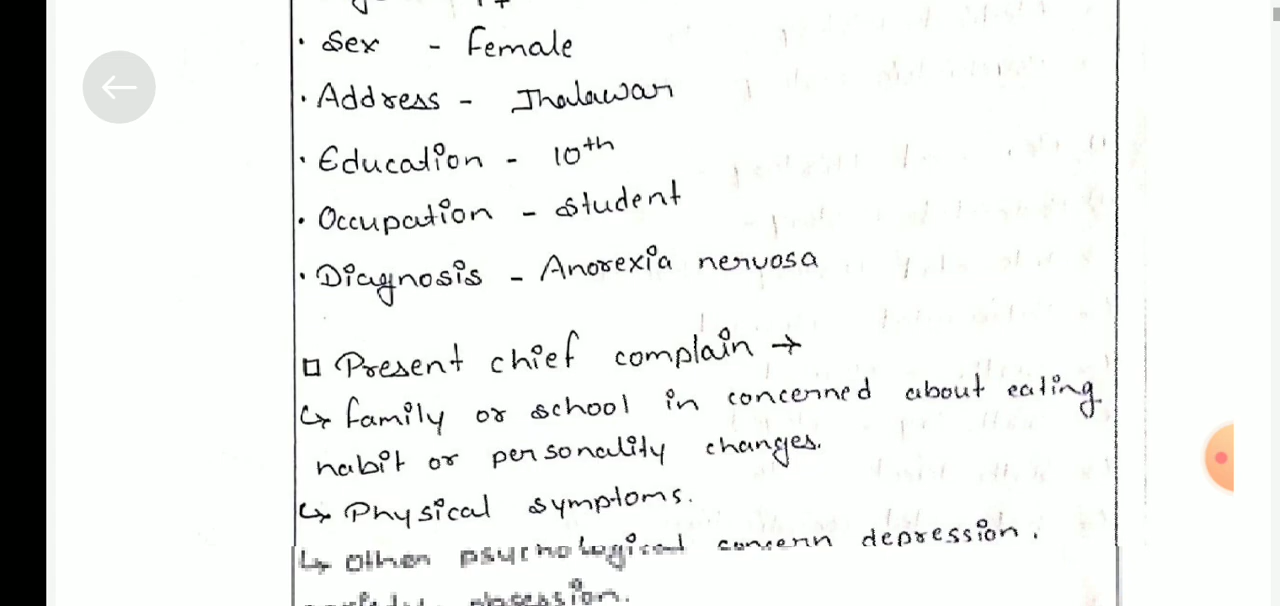 • Sex - Female
• Address - Jhalawar
• Education - 10th
• Occupation - Student
• Diagnosis - Anorexia nervosa
□ Present chief complain →
↳ family or school in concerned about eating
habit or personality changes.
↳ Physical symptoms.
↳ other psychological concern depression.
obsession.